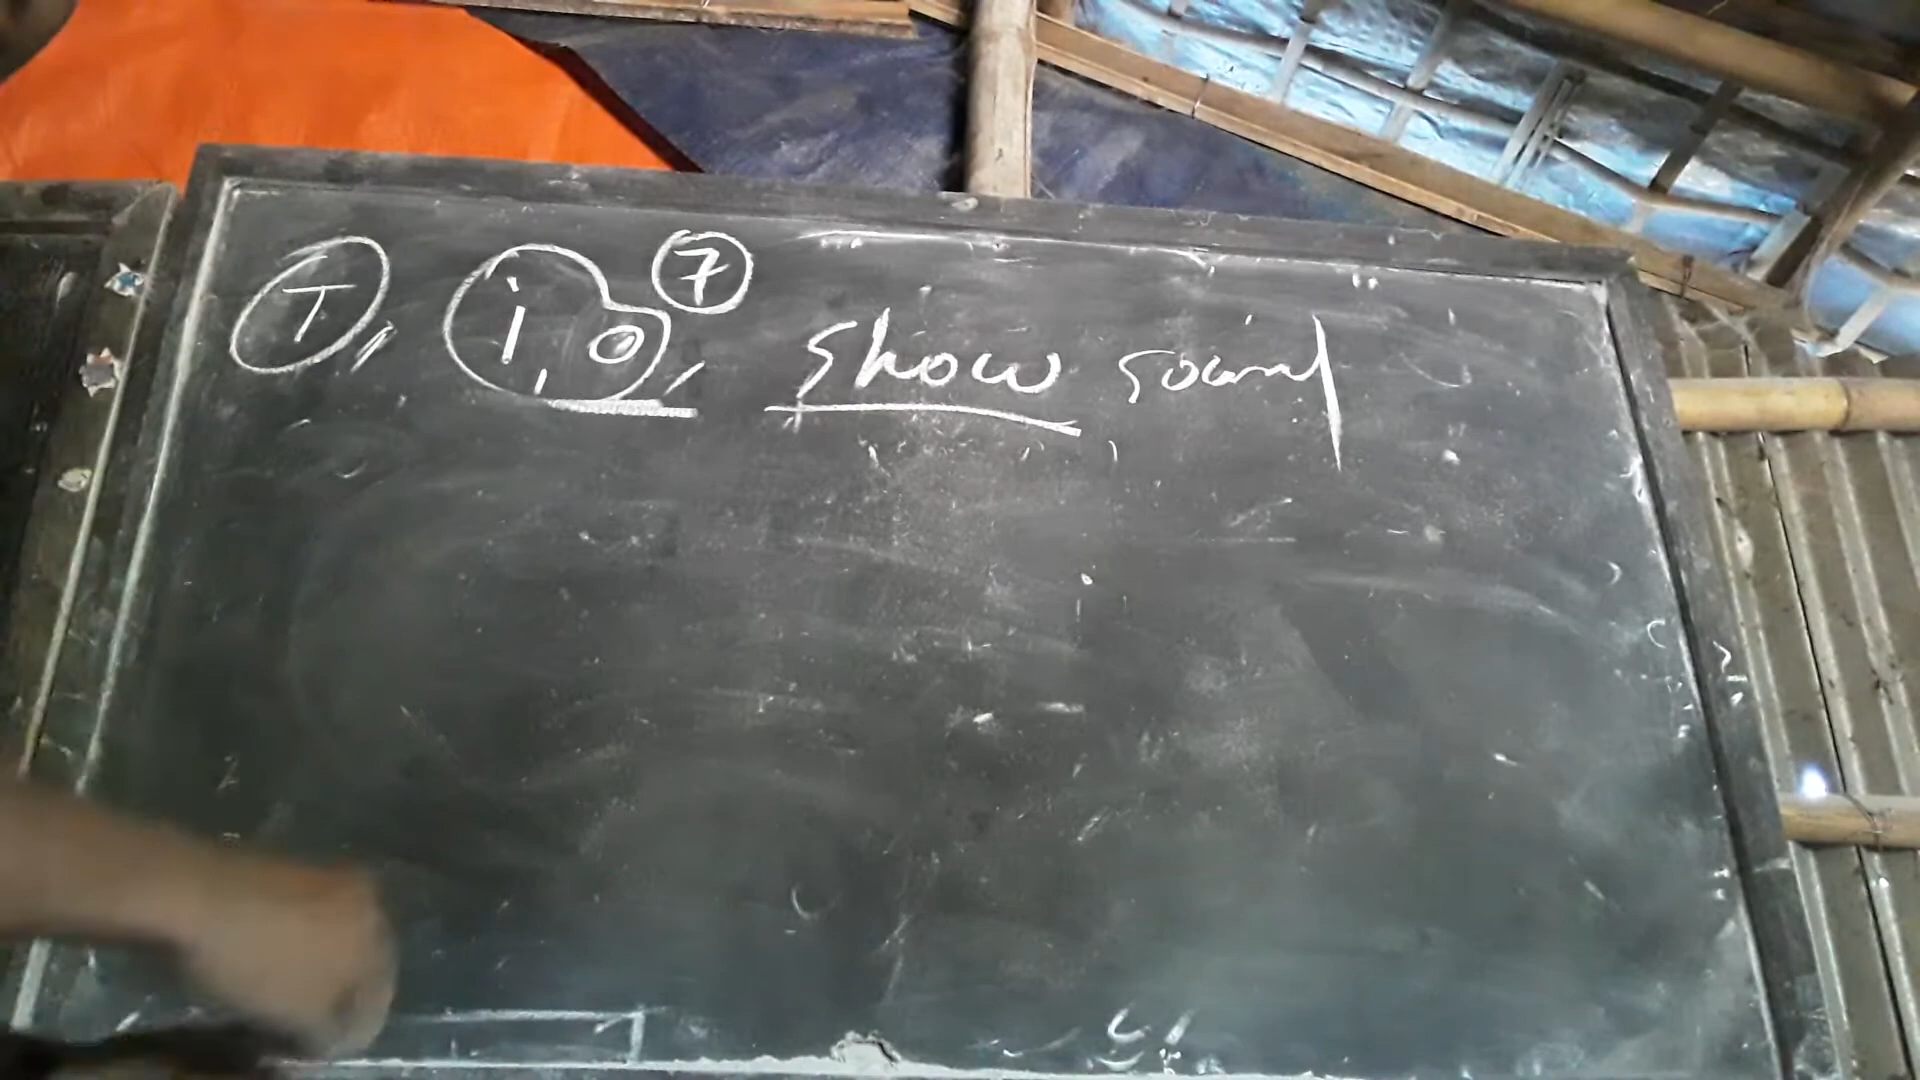 T, i, o, 7 show sound